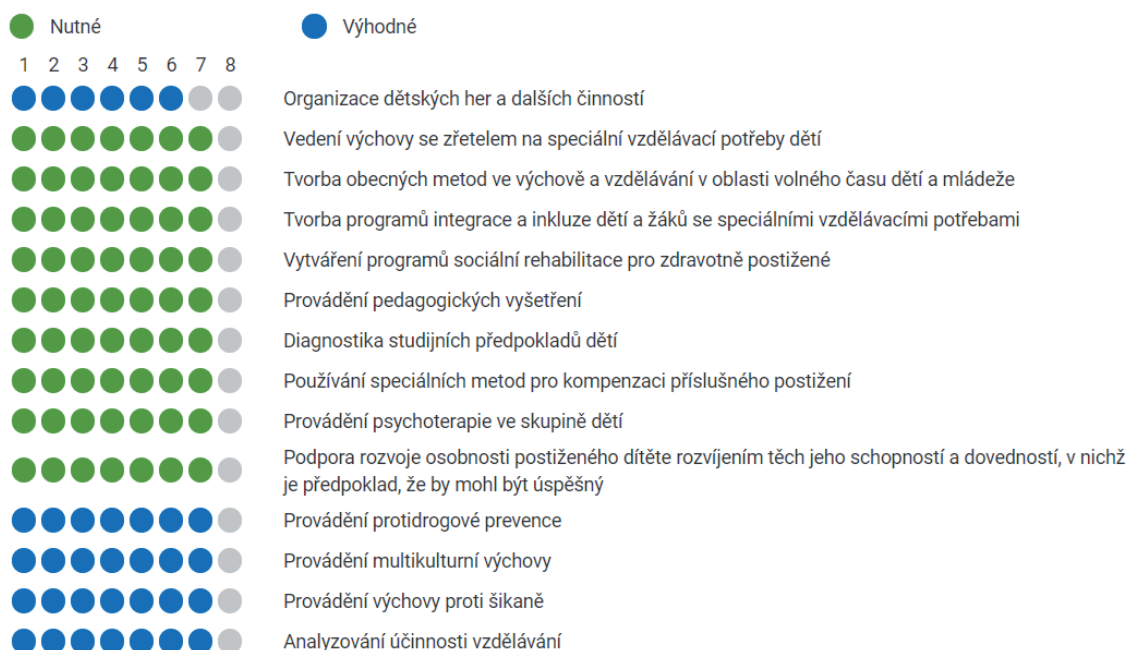 Nutné Výhodné
1 2 3 4 5 6 7 8
Organizace dětských her a dalších činností
Vedení výchovy se zřetelem na speciální vzdělávací potřeby dětí
Tvorba obecných metod ve výchově a vzdělávání v oblasti volného času dětí a mládeže
Tvorba programů integrace a inkluze dětí a žáků se speciálními vzdělávacími potřebami
Vytváření programů sociální rehabilitace pro zdravotně postižené
Provádění pedagogických vyšetření
Diagnostika studijních předpokladů dětí
Používání speciálních metod pro kompenzaci příslušného postižení
Provádění psychoterapie ve skupině dětí
Podpora rozvoje osobnosti postiženého dítěte rozvíjením těch jeho schopností a dovedností, v nichž
je předpoklad, že by mohl být úspěšný
Provádění protidrogové prevence
Provádění multikulturní výchovy
Provádění výchovy proti šikaně
Analyzování účinnosti vzdělávání